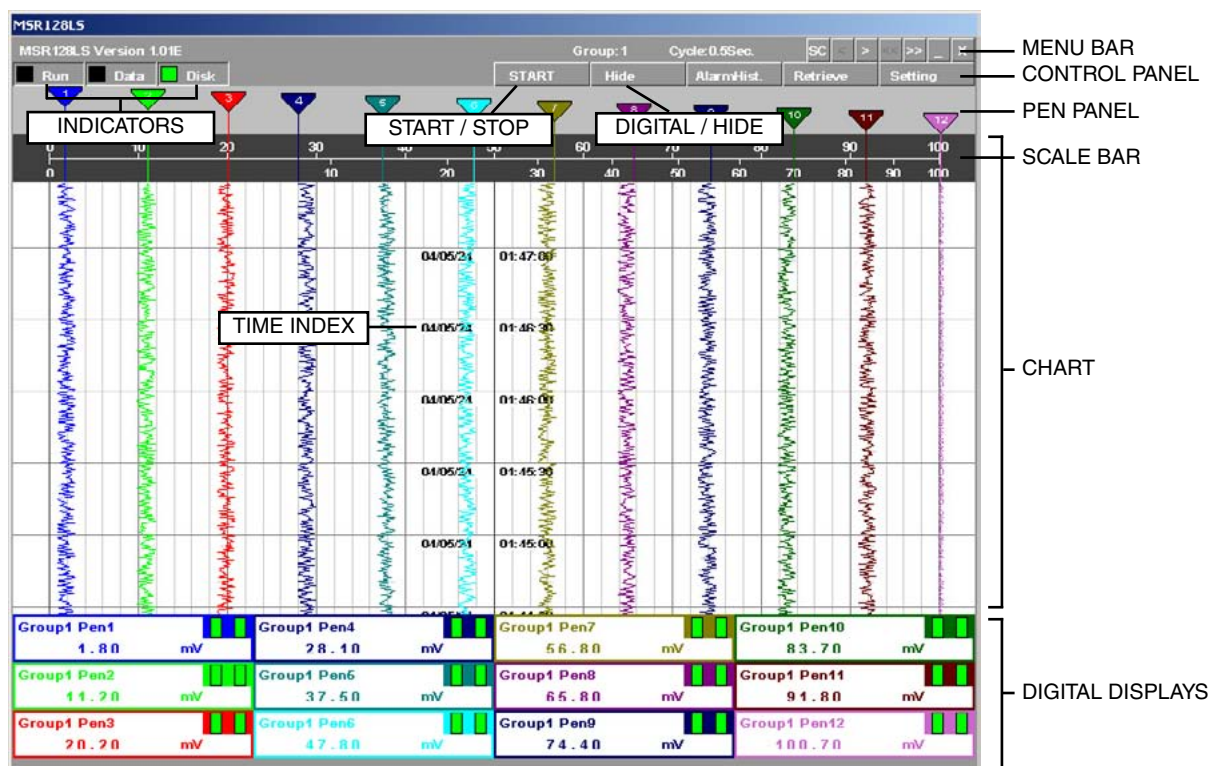 MSR128LS
MSR128LS Version 1.01E Group: 1 Cycle:0.5Sec. SC < > << >> _ X MENU BAR
Run Data Disk START Hide AlarmHist. Retrieve Setting CONTROL PANEL
1 2 3 4 5 6 7 8 9 10 11 12 PEN PANEL
INDICATORS START / STOP DIGITAL / HIDE
0 10 20 30 40 50 60 70 80 90 100 SCALE BAR
0 10 20 30 40 50 60 70 80 90 100
04/05/24 01:47:00
TIME INDEX 04/05/24 01:46:30
CHART
04/05/24 01:46:00
04/05/24 01:45:30
04/05/24 01:45:00
Group1 Pen1 Group1 Pen4 Group1 Pen7 Group1 Pen10
1.80 mV 28.10 mV 56.80 mV 83.70 mV
Group1 Pen2 Group1 Pen5 Group1 Pen8 Group1 Pen11
11.20 mV 37.50 mV 65.80 mV 91.80 mV
DIGITAL DISPLAYS
Group1 Pen3 Group1 Pen6 Group1 Pen9 Group1 Pen12
20.20 mV 47.80 mV 74.40 mV 100.70 mV